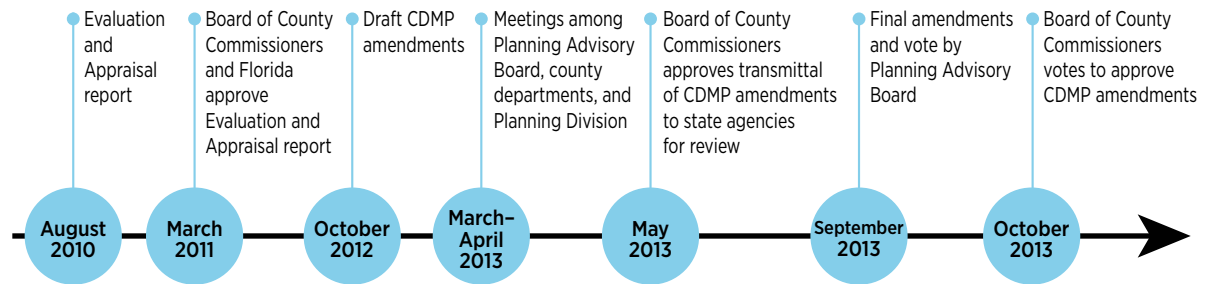 Evaluation
and
Appraisal
report
Board of County
Commissioners
and Florida
approve
Evaluation and
Appraisal report
Draft CDMP
amendments
Meetings among
Planning Advisory
Board, county
departments, and
Planning Division
Board of County
Commissioners
approves transmittal
of CDMP amendments
to state agencies
for review
Final amendments
and vote by
Planning Advisory
Board
Board of County
Commissioners
votes to approve
CDMP amendments
August
2010
March
2011
October
2012
March–
April
2013
May
2013
September
2013
October
2013